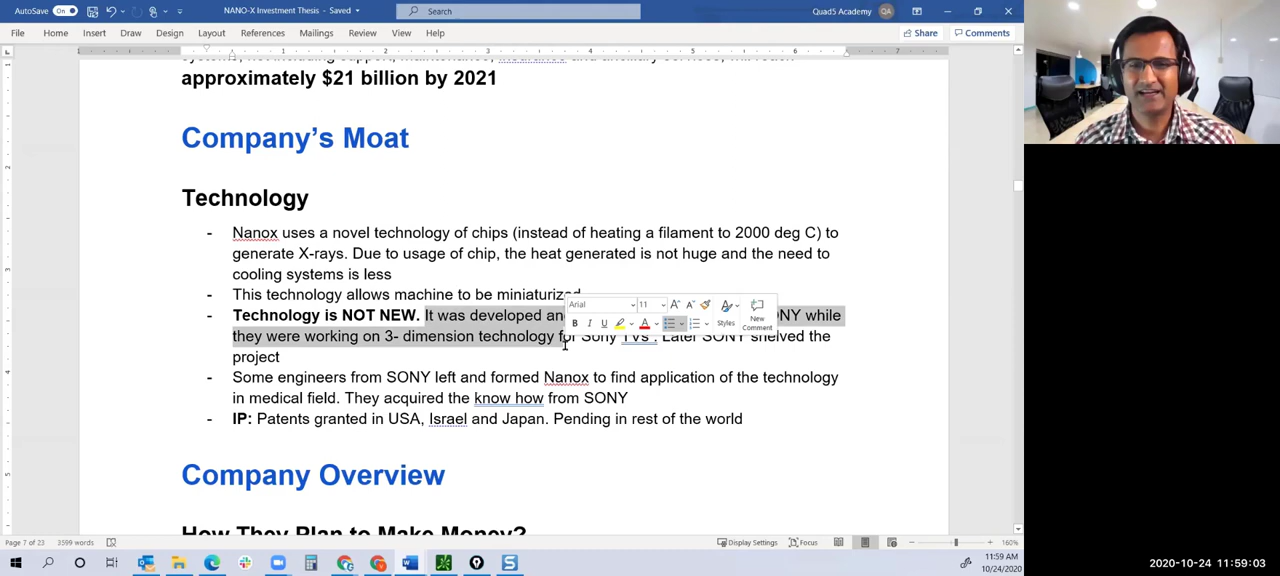 AutoSave On NANO-X Investment Thesis - Saved Search Quad5 Academy QA
File Home Insert Draw Design Layout References Mailings Review View Help Share Comments
approximately $21 billion by 2021
Company's Moat
Technology
- Nanox uses a novel technology of chips (instead of heating a filament to 2000 deg C) to
generate X-rays. Due to usage of chip, the heat generated is not huge and the need to
cooling systems is less
- This technology allows machine to be miniaturized
Arial 11
- Technology is NOT NEW. It was developed an ONY while
B I U A Styles New Comment
they were working on 3- dimension technology for Sony TVs . Later SONY shelved the
project
- Some engineers from SONY left and formed Nanox to find application of the technology
in medical field. They acquired the know how from SONY
- IP: Patents granted in USA, Israel and Japan. Pending in rest of the world
Company Overview
How They Plan to Make Money?
Page 7 of 23 3599 words Display Settings Focus 160%
11:59 AM
10/24/2020
2020-10-24 11:59:03